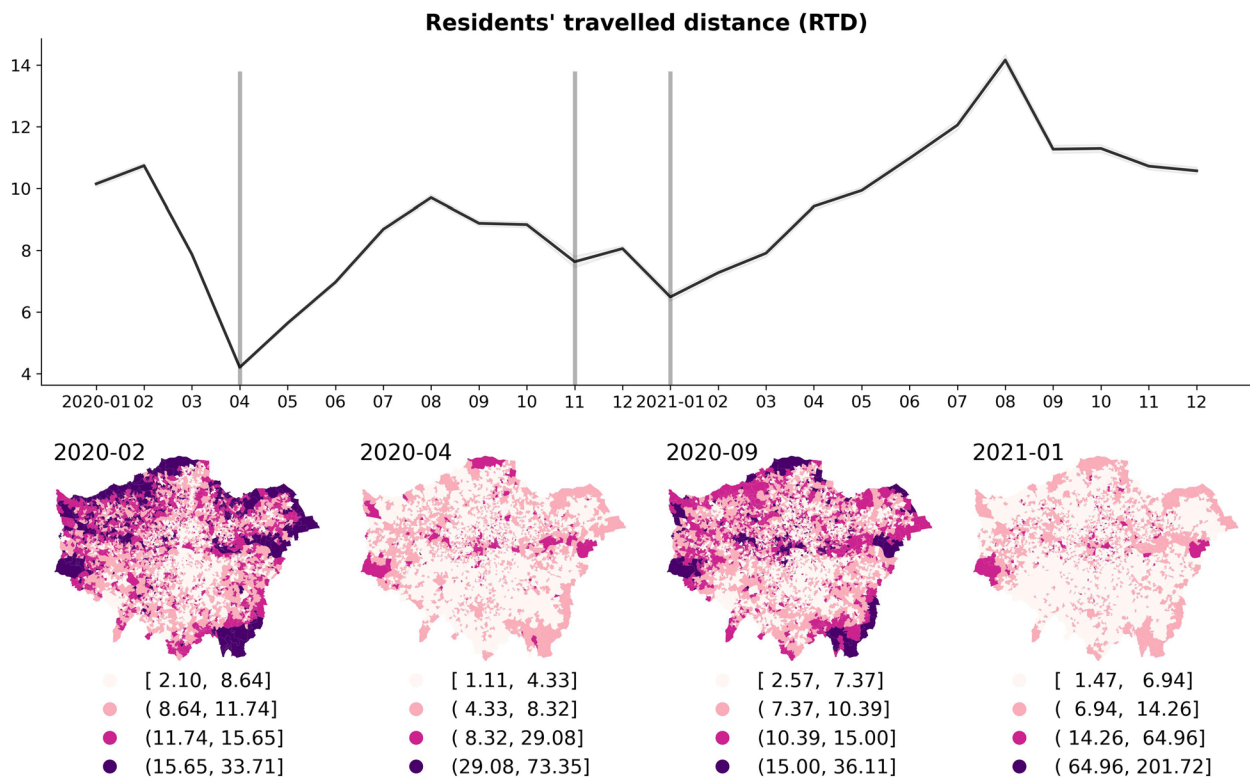 Residents' travelled distance (RTD)
14
12
10
8
6
4
2020-01 02 03 04 05 06 07 08 09 10 11 12 2021-01 02 03 04 05 06 07 08 09 10 11 12
2020-02 2020-04 2020-09 2021-01
[ 2.10, 8.64] [ 1.11, 4.33] [ 2.57, 7.37] [ 1.47, 6.94]
( 8.64, 11.74] ( 4.33, 8.32] ( 7.37, 10.39] ( 6.94, 14.26]
(11.74, 15.65] ( 8.32, 29.08] (10.39, 15.00] ( 14.26, 64.96]
(15.65, 33.71] (29.08, 73.35] (15.00, 36.11] ( 64.96, 201.72]